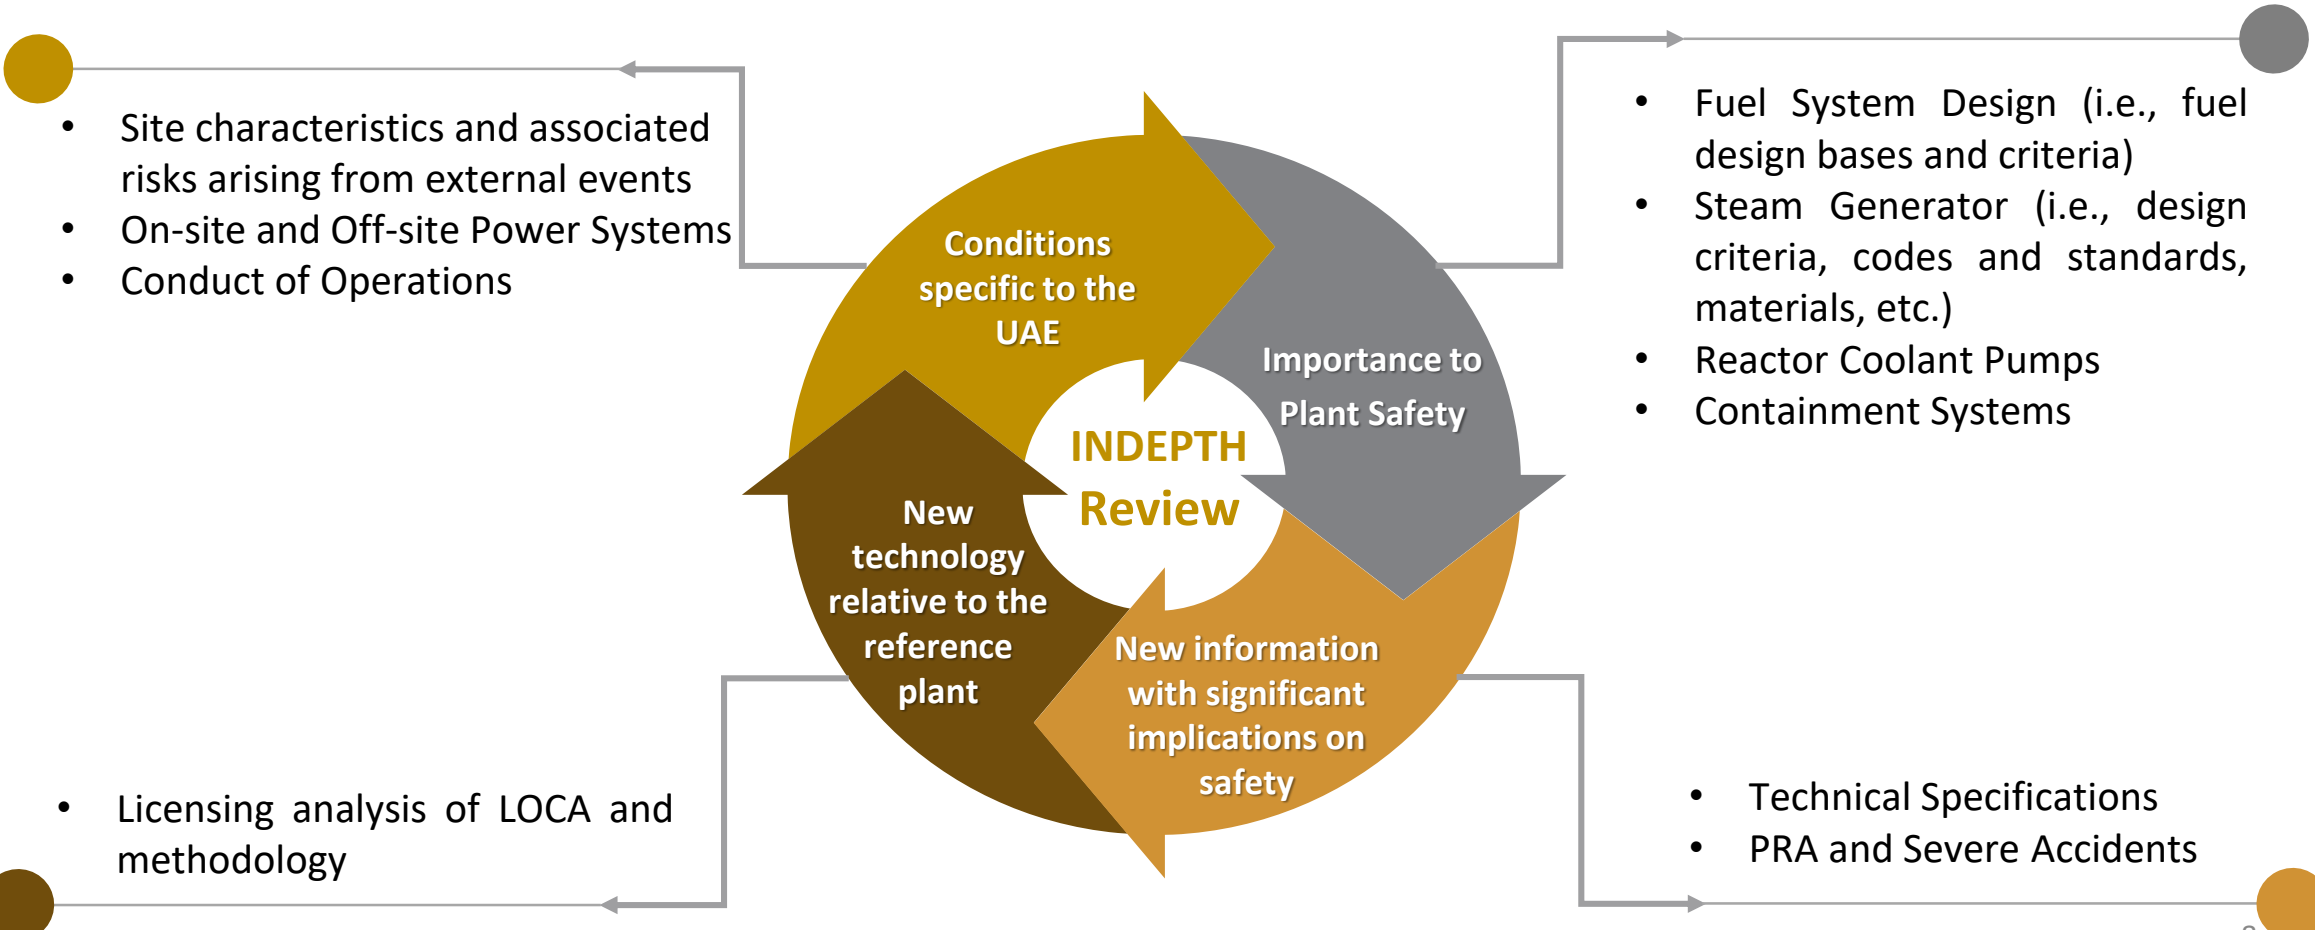 • Site characteristics and associated
risks arising from external events
• On-site and Off-site Power Systems
• Conduct of Operations
• Fuel System Design (i.e., fuel
design bases and criteria)
• Steam Generator (i.e., design
criteria, codes and standards,
materials, etc.)
• Reactor Coolant Pumps
• Containment Systems
Conditions
specific to the
UAE
Importance to
Plant Safety
INDEPTH
Review
New
technology
relative to the
reference
plant
New information
with significant
implications on
safety
• Licensing analysis of LOCA and
methodology
• Technical Specifications
• PRA and Severe Accidents